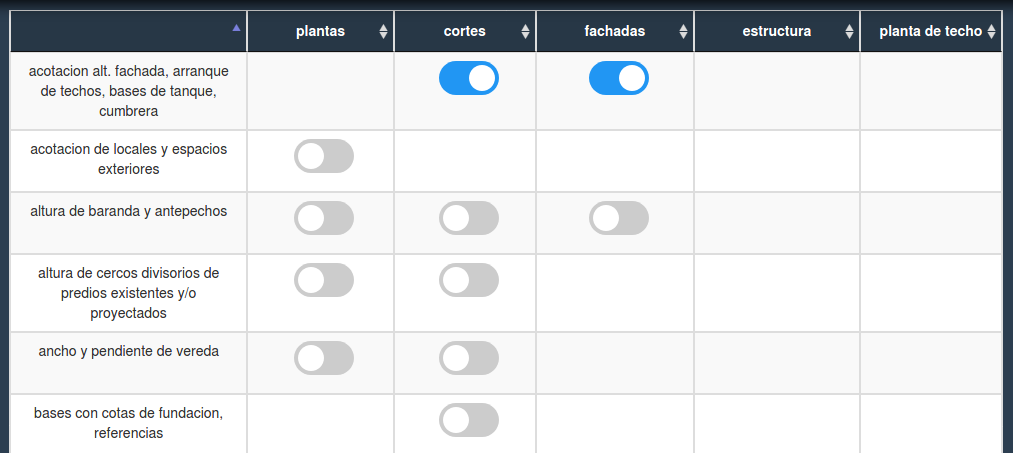 plantas cortes fachadas estructura planta de techo
acotacion alt. fachada, arranque
de techos, bases de tanque,
cumbrera
acotacion de locales y espacios
exteriores
altura de baranda y antepechos
altura de cercos divisorios de
predios existentes y/o
proyectados
ancho y pendiente de vereda
bases con cotas de fundacion,
referencias